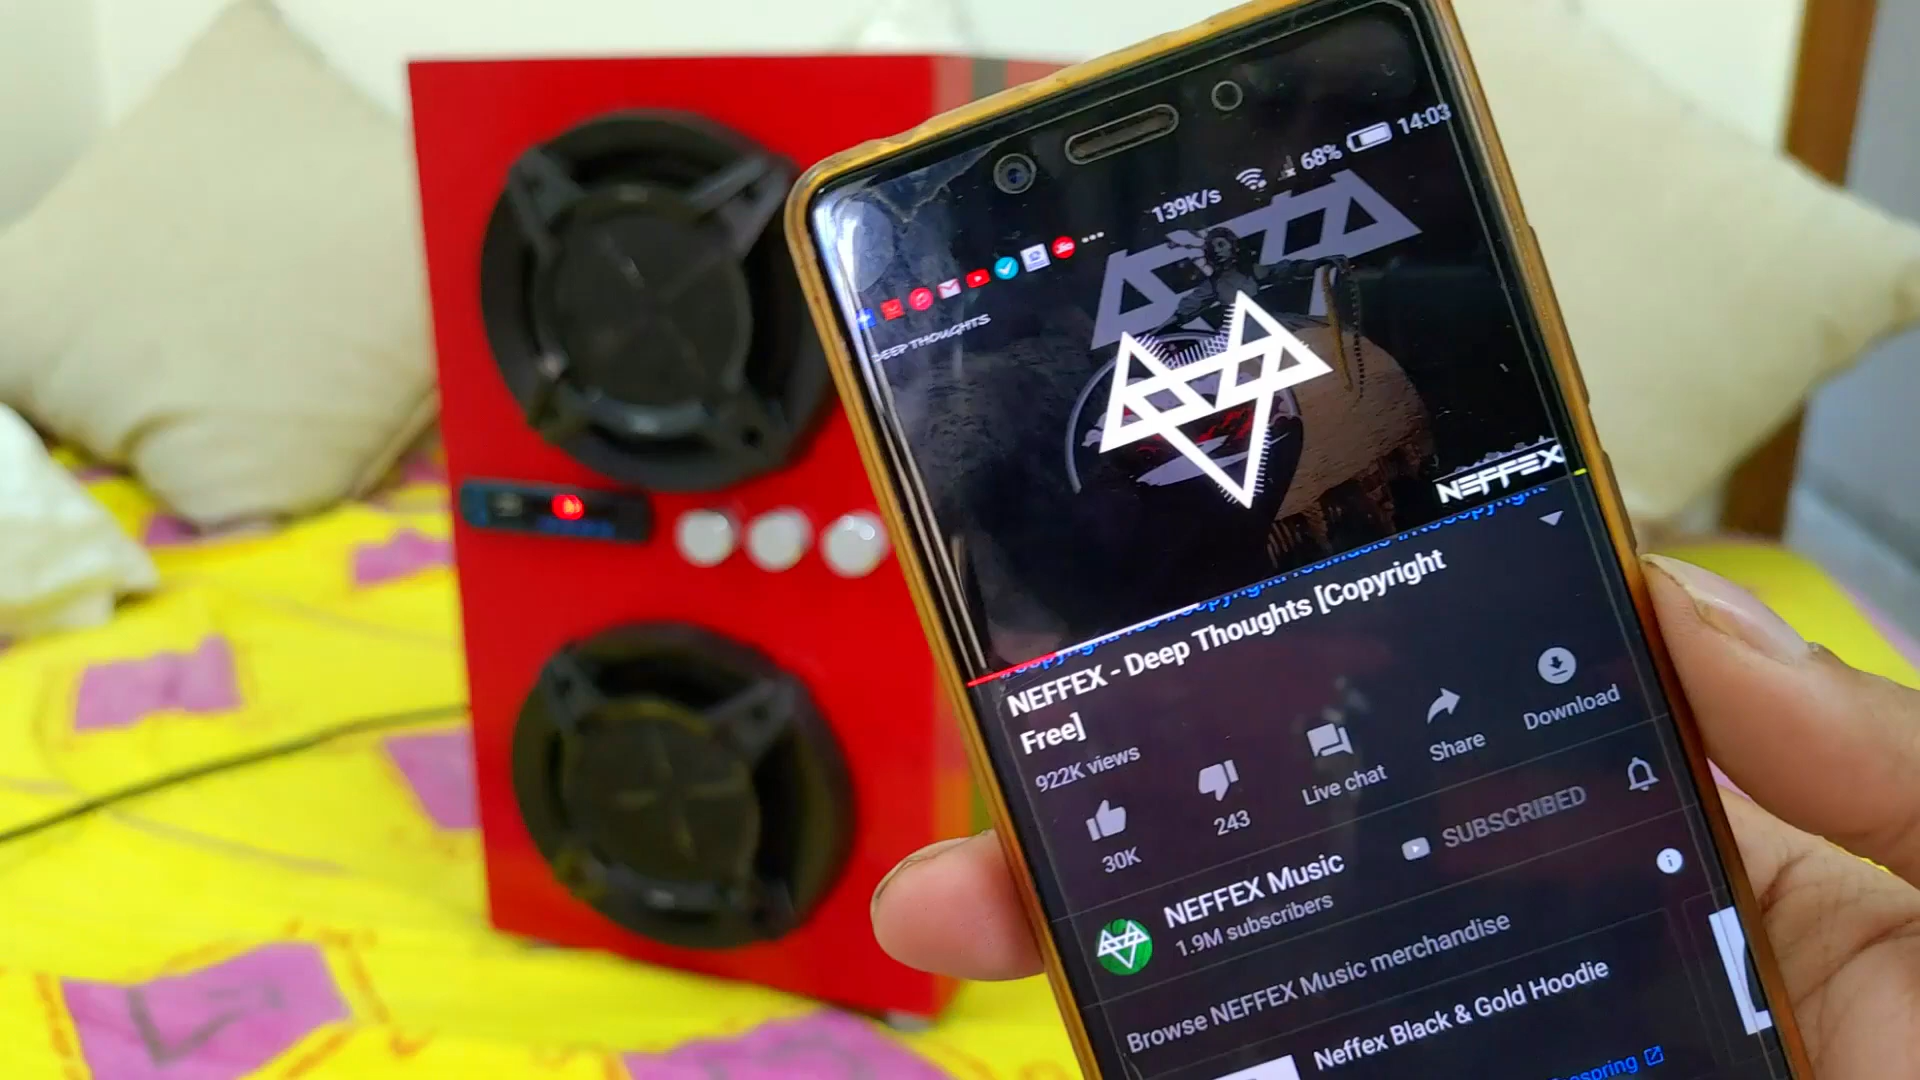 14:03
68%
139K/s
DEEP THOUGHTS
NEFFEX
NEFFEX - Deep Thoughts [Copyright
Free]
922K views
30K
243
Live chat
Share
Download
NEFFEX Music
1.9M subscribers
SUBSCRIBED
Browse NEFFEX Music merchandise
Neffex Black & Gold Hoodie